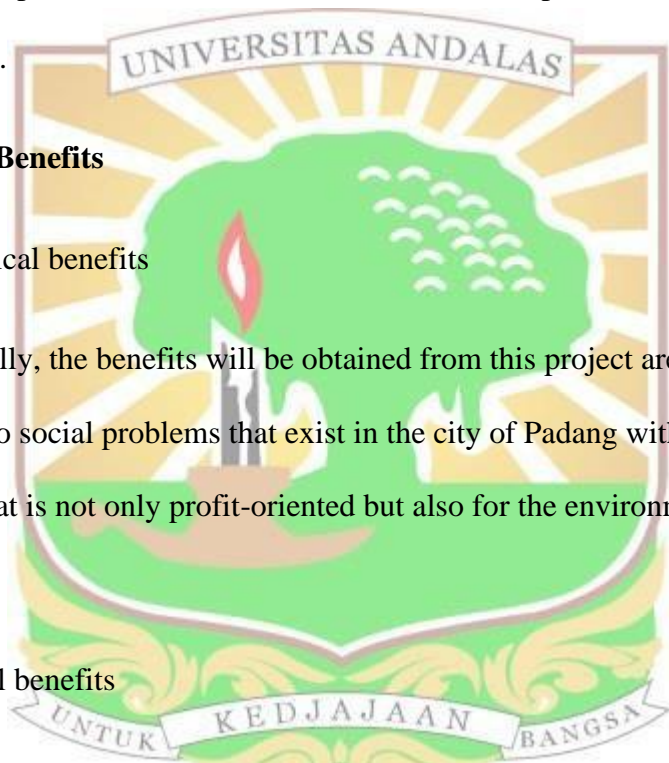 UNIVERSITAS ANDALAS
.
Benefits
ical benefits
lly, the benefits will be obtained from this project are
o social problems that exist in the city of Padang with
at is not only profit-oriented but also for the environm
l benefits
UNTUK KEDJAJAAN BANGSA